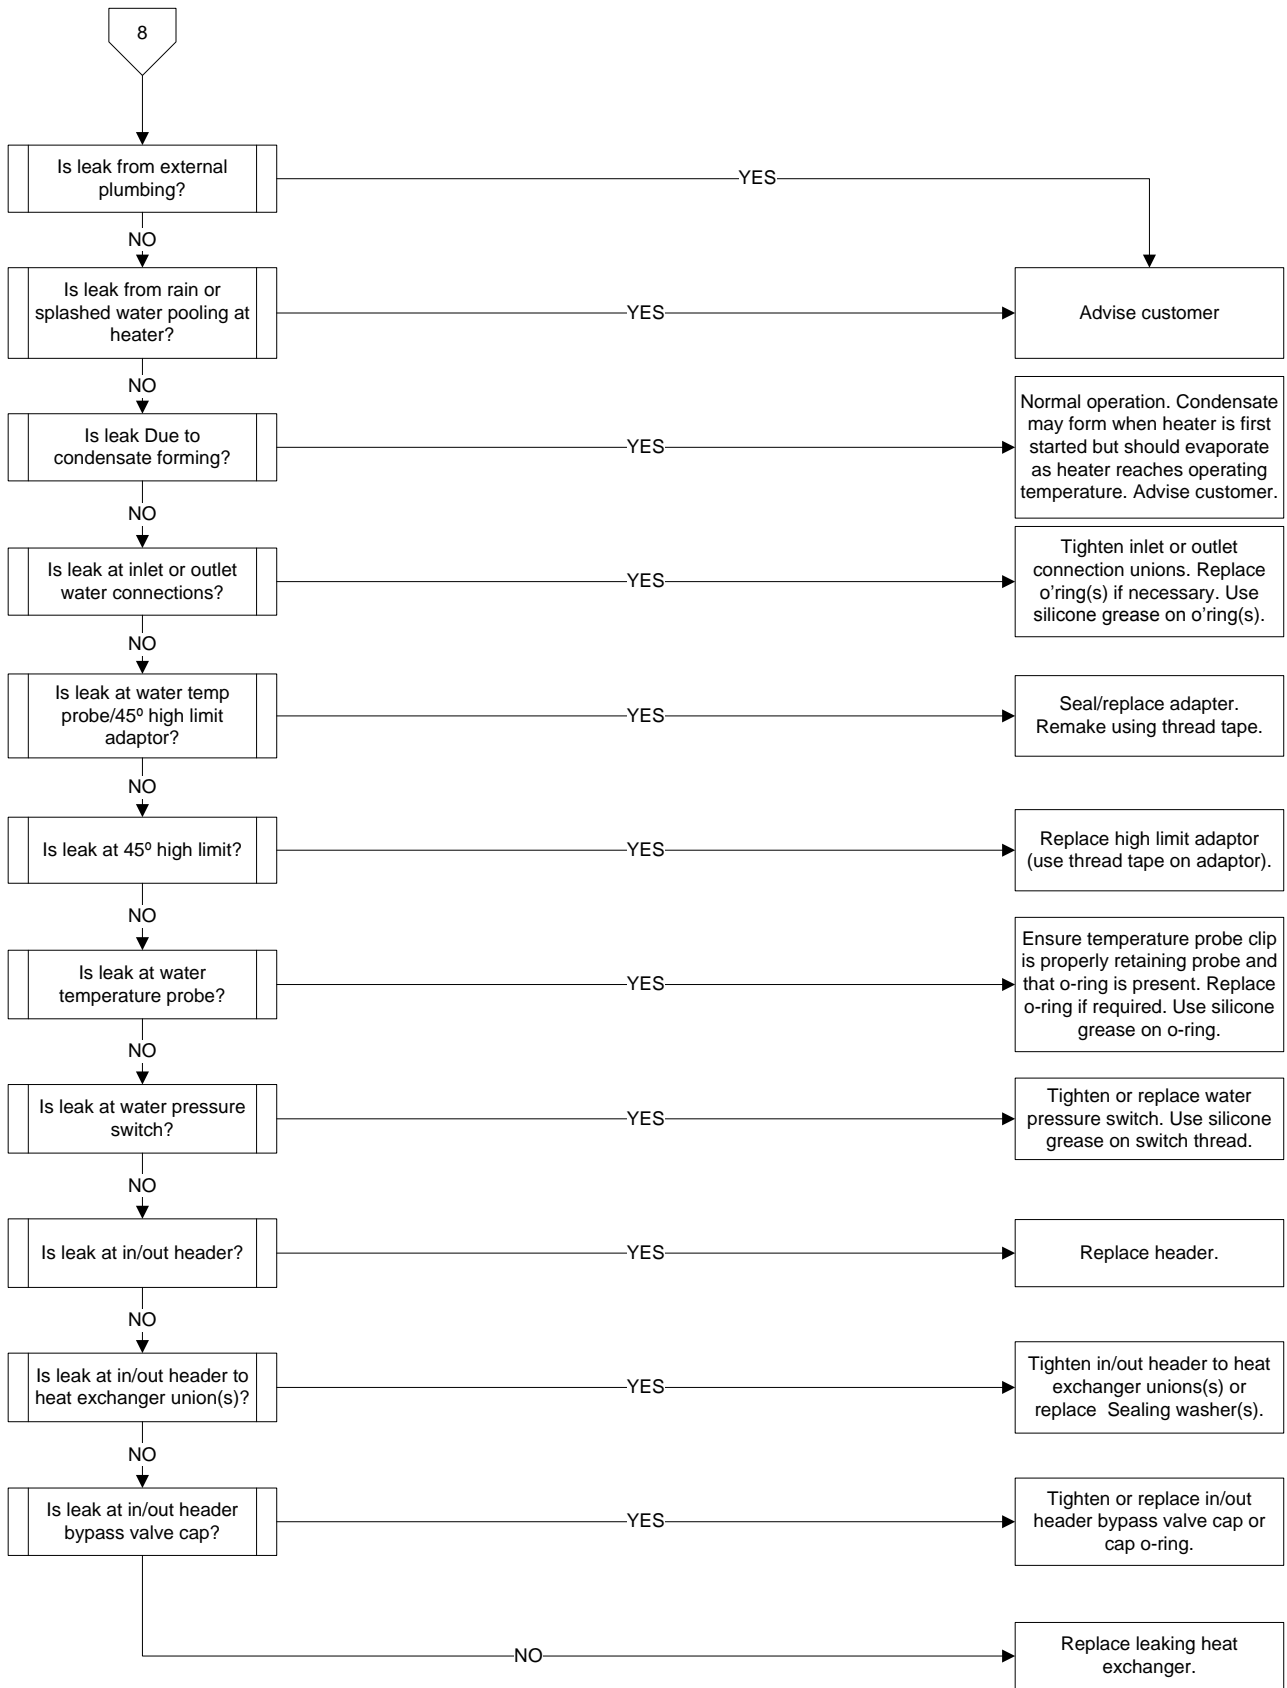 8
Is leak from external
plumbing?
YES
NO
Is leak from rain or
splashed water pooling at
heater?
YES
Advise customer
NO
Is leak Due to
condensate forming?
YES
Normal operation. Condensate
may form when heater is first
started but should evaporate
as heater reaches operating
temperature. Advise customer.
NO
Is leak at inlet or outlet
water connections?
YES
Tighten inlet or outlet
connection unions. Replace
o’ring(s) if necessary. Use
silicone grease on o’ring(s).
NO
Is leak at water temp
probe/45º high limit
adaptor?
YES
Seal/replace adapter.
Remake using thread tape.
NO
Is leak at 45º high limit?
YES
Replace high limit adaptor
(use thread tape on adaptor).
NO
Is leak at water
temperature probe?
YES
Ensure temperature probe clip
is properly retaining probe and
that o-ring is present. Replace
o-ring if required. Use silicone
grease on o-ring.
NO
Is leak at water pressure
switch?
YES
Tighten or replace water
pressure switch. Use silicone
grease on switch thread.
NO
Is leak at in/out header?
YES
Replace header.
NO
Is leak at in/out header to
heat exchanger union(s)?
YES
Tighten in/out header to heat
exchanger unions(s) or
replace  Sealing washer(s).
NO
Is leak at in/out header
bypass valve cap?
YES
Tighten or replace in/out
header bypass valve cap or
cap o-ring.
NO
Replace leaking heat
exchanger.